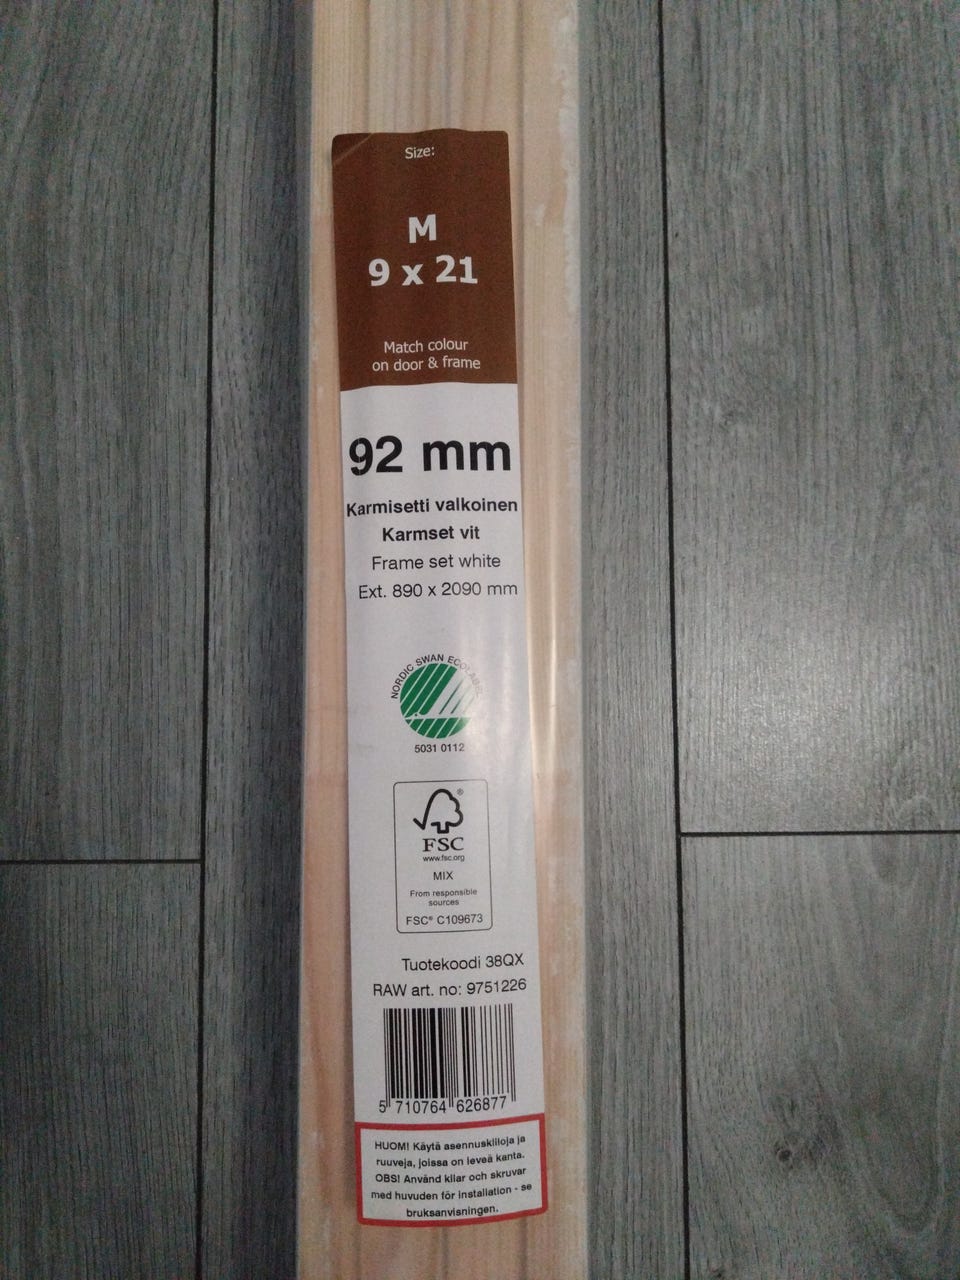 Size:
M
9 x 21
Match colour
on door & frame
92 mm
Karmisetti valkoinen
Karmset vit
Frame set white
Ext. 890 x 2090 mm
NORDIC SWAN ECOLABEL
5031 0112
®
FSC
www.fsc.org
MIX
From responsible
sources
FSC® C109673
Tuotekoodi 38QX
RAW art. no: 9751226
5 710764 626877
HUOM! Käytä asennuskiiloja ja
ruuveja, joissa on leveä kanta.
OBS! Använd kilar och skruvar
med huvuden för installation - se
bruksanvisningen.